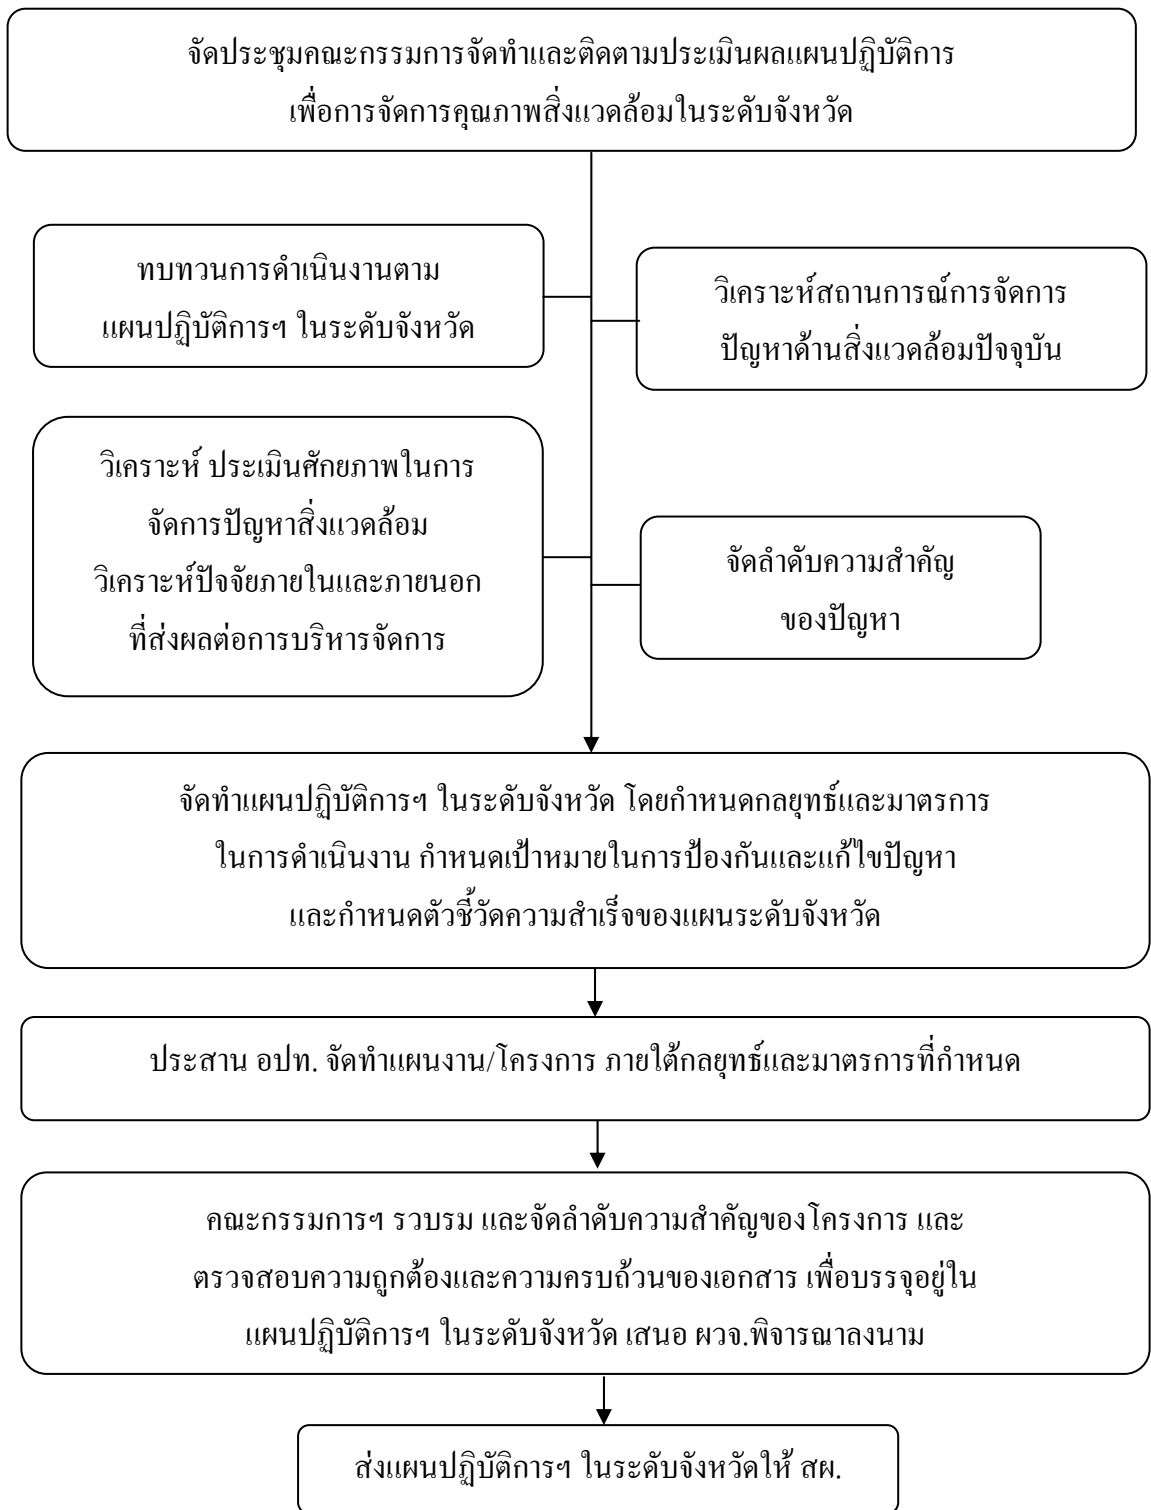 จัดประชุมคณะกรรมการจัดทำและติดตามประเมินผลแผนปฏิบัติการ
เพื่อการจัดการคุณภาพสิ่งแวดล้อมในระดับจังหวัด
ทบทวนการดำเนินงานตาม
แผนปฏิบัติการฯ ในระดับจังหวัด
วิเคราะห์สถานการณ์การจัดการ
ปัญหาด้านสิ่งแวดล้อมปัจจุบัน
วิเคราะห์ ประเมินศักยภาพในการ
จัดการปัญหาสิ่งแวดล้อม
วิเคราะห์ปัจจัยภายในและภายนอก
ที่ส่งผลต่อการบริหารจัดการ
จัดลำดับความสำคัญ
ของปัญหา
จัดทำแผนปฏิบัติการฯ ในระดับจังหวัด โดยกำหนดกลยุทธ์และมาตรการ
ในการดำเนินงาน กำหนดเป้าหมายในการป้องกันและแก้ไขปัญหา
และกำหนดตัวชี้วัดความสำเร็จของแผนระดับจังหวัด
ประสาน อปท. จัดทำแผนงาน/โครงการ ภายใต้กลยุทธ์และมาตรการที่กำหนด
คณะกรรมการฯ รวบรม และจัดลำดับความสำคัญของโครงการ และ
ตรวจสอบความถูกต้องและความครบถ้วนของเอกสาร เพื่อบรรจุอยู่ใน
แผนปฏิบัติการฯ ในระดับจังหวัด เสนอ ผวจ.พิจารณาลงนาม
ส่งแผนปฏิบัติการฯ ในระดับจังหวัดให้ สผ.